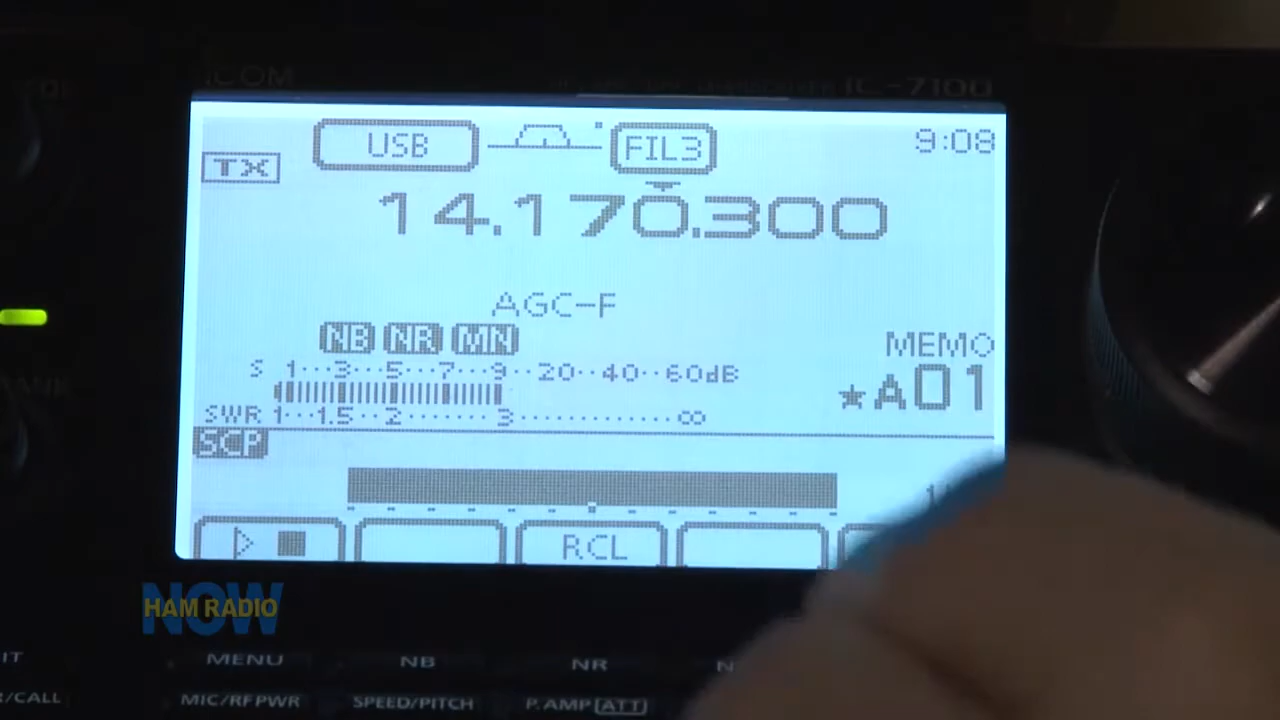 ICOM IC-7100
USB FIL3 9:08
TX
14.170.300
AGC-F
NB NR MN MEMO
S 1···3···5···7···9··20··40··60dB
★A01
SWR 1···1.5··2········3·············∞
SCP
RCL
HAM RADIO
NOW
MENU NB NR
/CALL MIC/RF PWR SPEED/PITCH P.AMP [ATT]